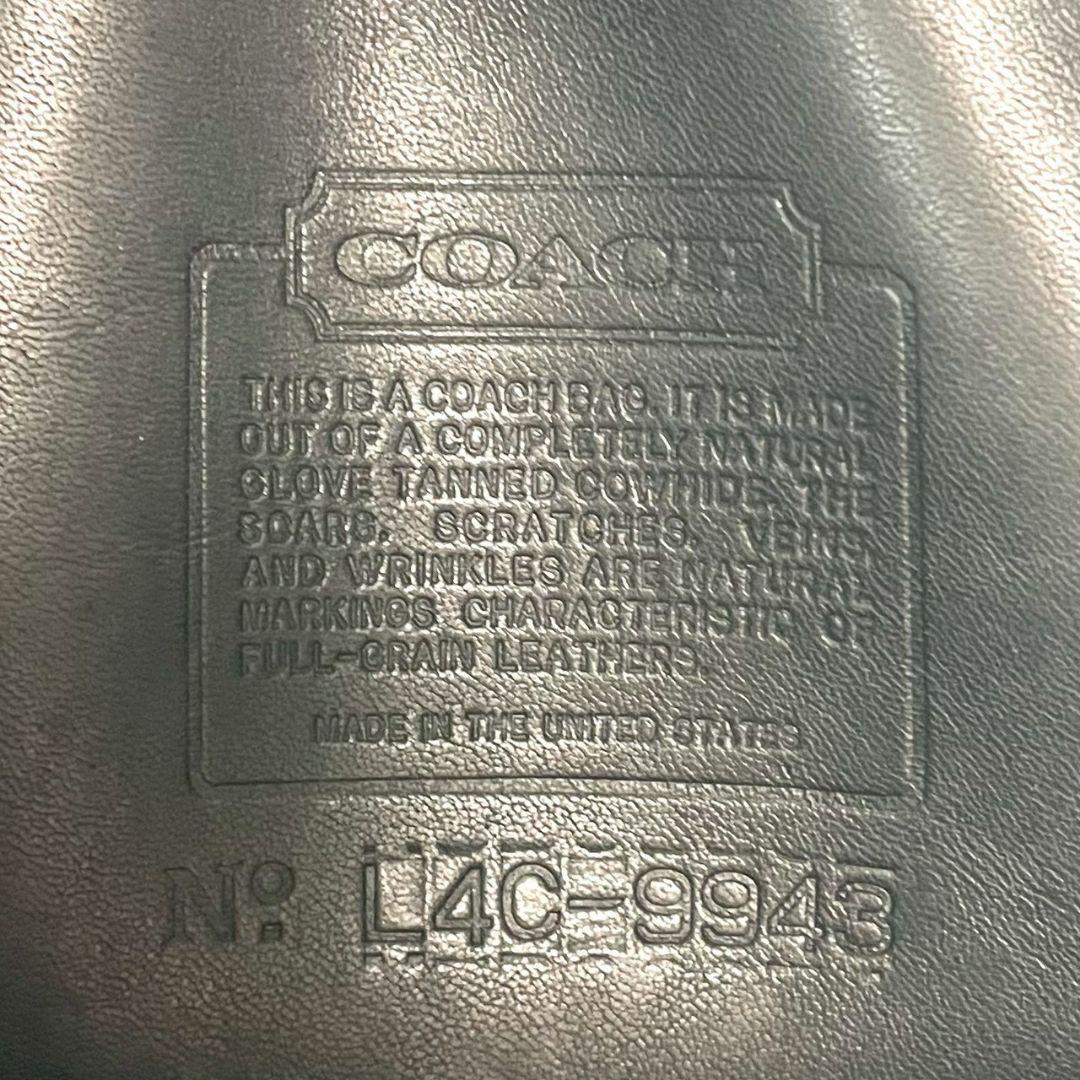 COACH
THIS IS A COACH BAG. IT IS MADE
OUT OF A COMPLETELY NATURAL
GLOVE TANNED COWHIDE. THE
SCARS, SCRATCHES, VEINS
AND WRINKLES ARE NATURAL
MARKINGS CHARACTERISTIC OF
FULL-GRAIN LEATHERS.
MADE IN THE UNITED STATES
Nº L4C-9943